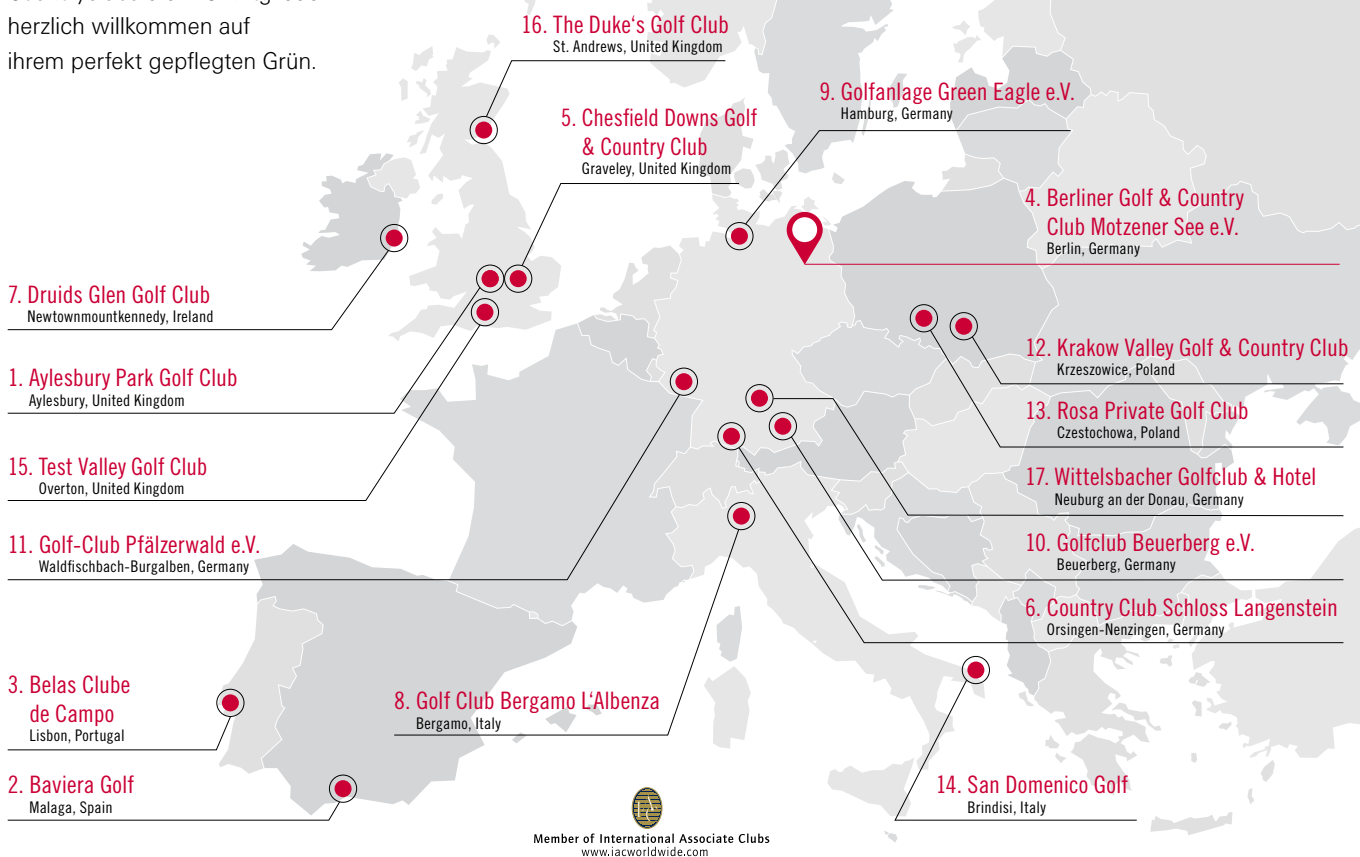 herzlich willkommen auf
ihrem perfekt gepflegten Grün.
16. The Duke‘s Golf Club
St. Andrews, United Kingdom
9. Golfanlage Green Eagle e.V.
Hamburg, Germany
5. Chesfield Downs Golf
& Country Club
Graveley, United Kingdom
4. Berliner Golf & Country
Club Motzener See e.V.
Berlin, Germany
7. Druids Glen Golf Club
Newtownmountkennedy, Ireland
12. Krakow Valley Golf & Country Club
Krzeszowice, Poland
1. Aylesbury Park Golf Club
Aylesbury, United Kingdom
13. Rosa Private Golf Club
Czestochowa, Poland
15. Test Valley Golf Club
Overton, United Kingdom
17. Wittelsbacher Golfclub & Hotel
Neuburg an der Donau, Germany
11. Golf-Club Pfälzerwald e.V.
Waldfischbach-Burgalben, Germany
10. Golfclub Beuerberg e.V.
Beuerberg, Germany
6. Country Club Schloss Langenstein
Orsingen-Nenzingen, Germany
3. Belas Clube
de Campo
Lisbon, Portugal
8. Golf Club Bergamo L‘Albenza
Bergamo, Italy
2. Baviera Golf
Malaga, Spain
14. San Domenico Golf
Brindisi, Italy
Member of International Associate Clubs
www.iacworldwide.com